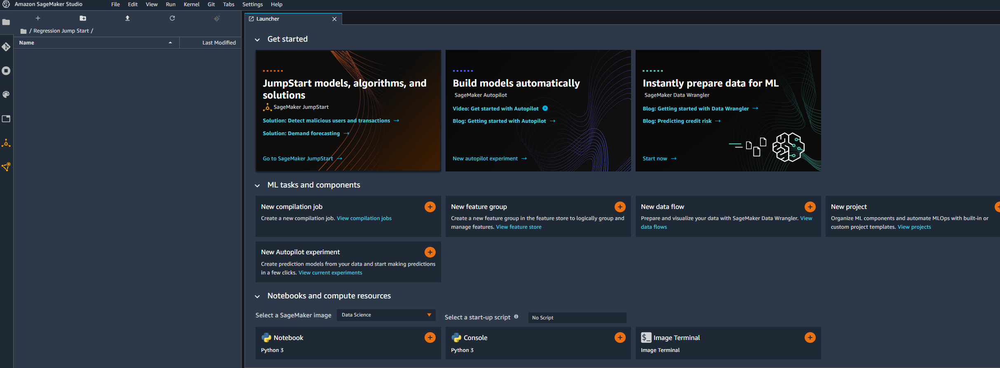 Amazon SageMaker Studio File Edit View Run Kernel Git Tabs Settings Help
/ Regression Jump Start /
Name Last Modified
Launcher
Get started
JumpStart models, algorithms, and
solutions
SageMaker JumpStart
Solution: Detect malicious users and transactions →
Solution: Demand forecasting →
Go to SageMaker JumpStart →
Build models automatically
SageMaker Autopilot
Video: Get started with Autopilot
Blog: Getting started with Autopilot →
New autopilot experiment →
Instantly prepare data for ML
SageMaker Data Wrangler
Blog: Getting started with Data Wrangler →
Blog: Predicting credit risk →
Start now →
ML tasks and components
New compilation job
Create a new compilation job. View compilation jobs
New feature group
Create a new feature group in the feature store to logically group and
manage features. View feature store
New data flow
Prepare and visualize your data with SageMaker Data Wrangler. View
data flows
New project
Organize ML components and automate MLOps with built-in or
custom project templates. View projects
New Autopilot experiment
Create prediction models from your data and start making predictions
in a few clicks. View current experiments
Notebooks and compute resources
Select a SageMaker image Data Science
Select a start-up script No Script
Notebook
Python 3
Console
Python 3
$_ Image Terminal
Image Terminal